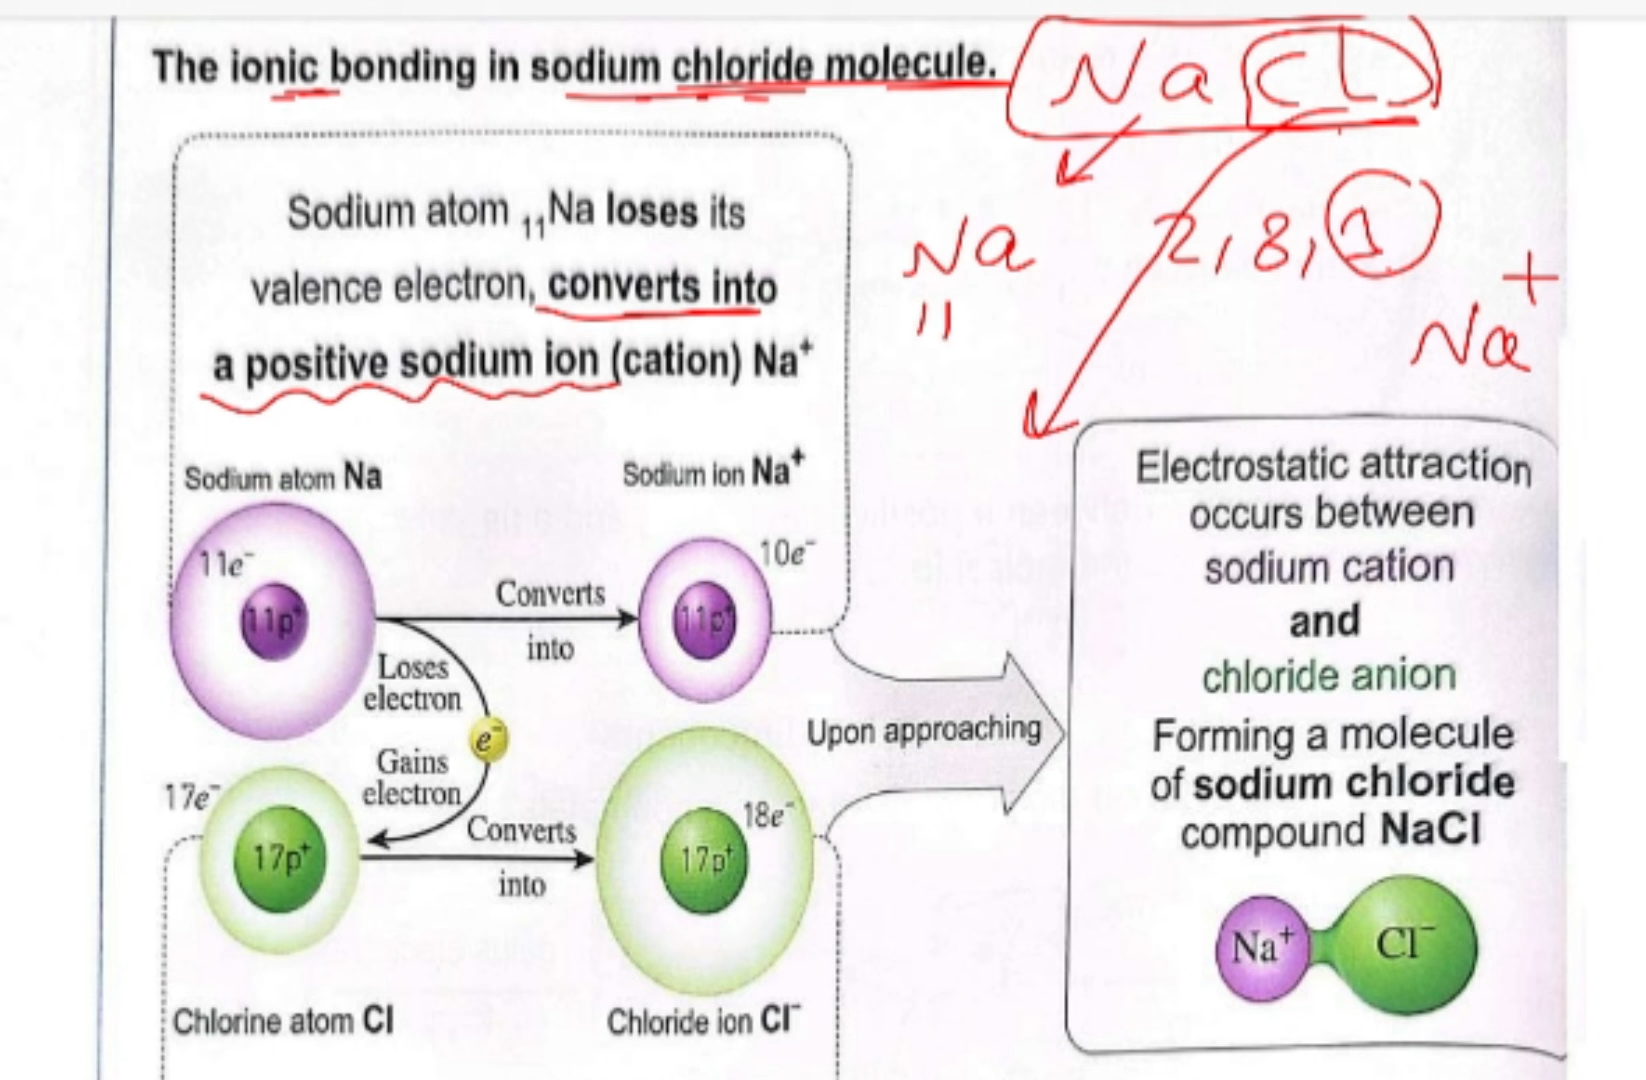 The ionic bonding in sodium chloride molecule.
Na Cl
Sodium atom ₁₁Na loses its
valence electron, converts into
a positive sodium ion (cation) Na⁺
Na 2, 8, 1
11
Na⁺
Sodium atom Na
Sodium ion Na⁺
11e⁻
11p⁺
Converts
into
10e⁻
11p⁺
Loses
electron
e⁻
Gains
electron
17e⁻
17p⁺
Converts
into
18e⁻
17p⁺
Chlorine atom Cl
Chloride ion Cl⁻
Upon approaching
Electrostatic attraction
occurs between
sodium cation
and
chloride anion
Forming a molecule
of sodium chloride
compound NaCl
Na⁺
Cl⁻